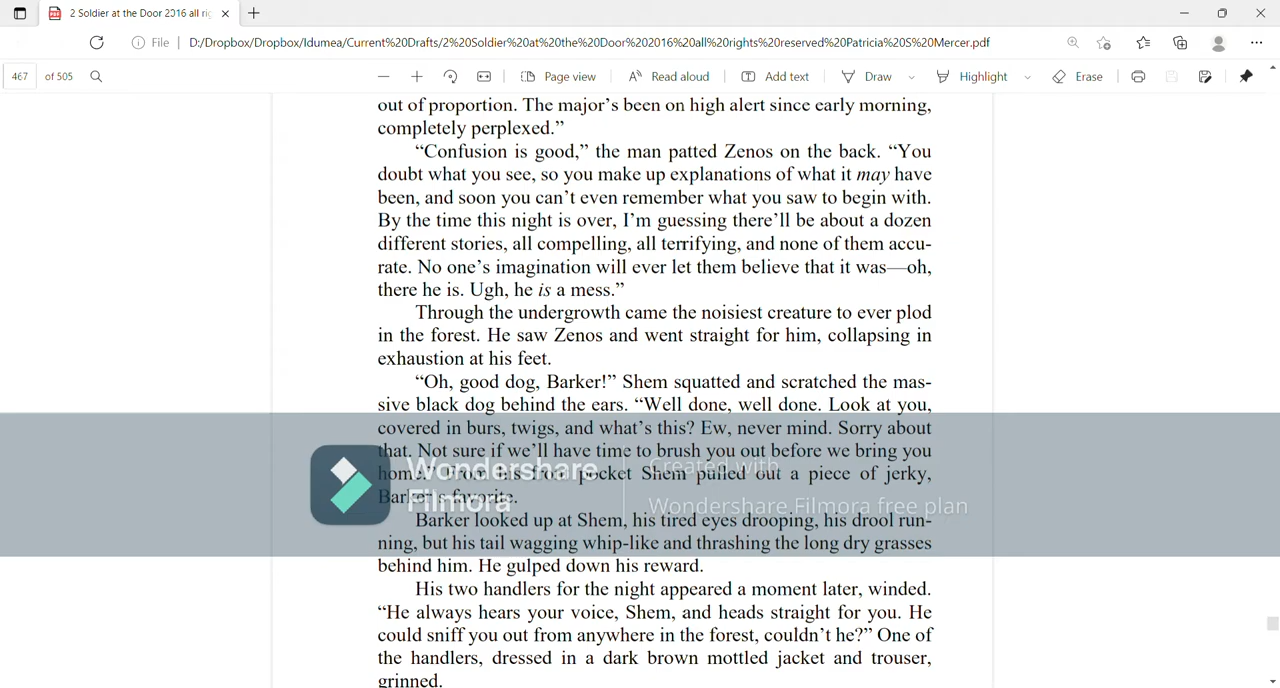 2 Soldier at the Door 2016 all ri
File
D:/Dropbox/Dropbox/Idumea/Current%20Drafts/2%20Soldier%20at%20the%20Door%202016%20all%20rights%20reserved%20Patricia%20S%20Mercer.pdf
467 of 505
Page view
Read aloud
Add text
Draw
Highlight
Erase
out of proportion. The major’s been on high alert since early morning,
completely perplexed.”
“Confusion is good,” the man patted Zenos on the back. “You
doubt what you see, so you make up explanations of what it may have
been, and soon you can’t even remember what you saw to begin with.
By the time this night is over, I’m guessing there’ll be about a dozen
different stories, all compelling, all terrifying, and none of them accu-
rate. No one’s imagination will ever let them believe that it was—oh,
there he is. Ugh, he is a mess.”
Through the undergrowth came the noisiest creature to ever plod
in the forest. He saw Zenos and went straight for him, collapsing in
exhaustion at his feet.
“Oh, good dog, Barker!” Shem squatted and scratched the mas-
sive black dog behind the ears. “Well done, well done. Look at you,
covered in burs, twigs, and what’s this? Ew, never mind. Sorry about
that. Not sure if we’ll have time to brush you out before we bring you
home.” From his front pocket Shem pulled out a piece of jerky,
Barker’s favorite.
Wondershare
Filmora
Created with
Wondershare Filmora free plan
Barker looked up at Shem, his tired eyes drooping, his drool run-
ning, but his tail wagging whip-like and thrashing the long dry grasses
behind him. He gulped down his reward.
His two handlers for the night appeared a moment later, winded.
“He always hears your voice, Shem, and heads straight for you. He
could sniff you out from anywhere in the forest, couldn’t he?” One of
the handlers, dressed in a dark brown mottled jacket and trouser,
grinned.